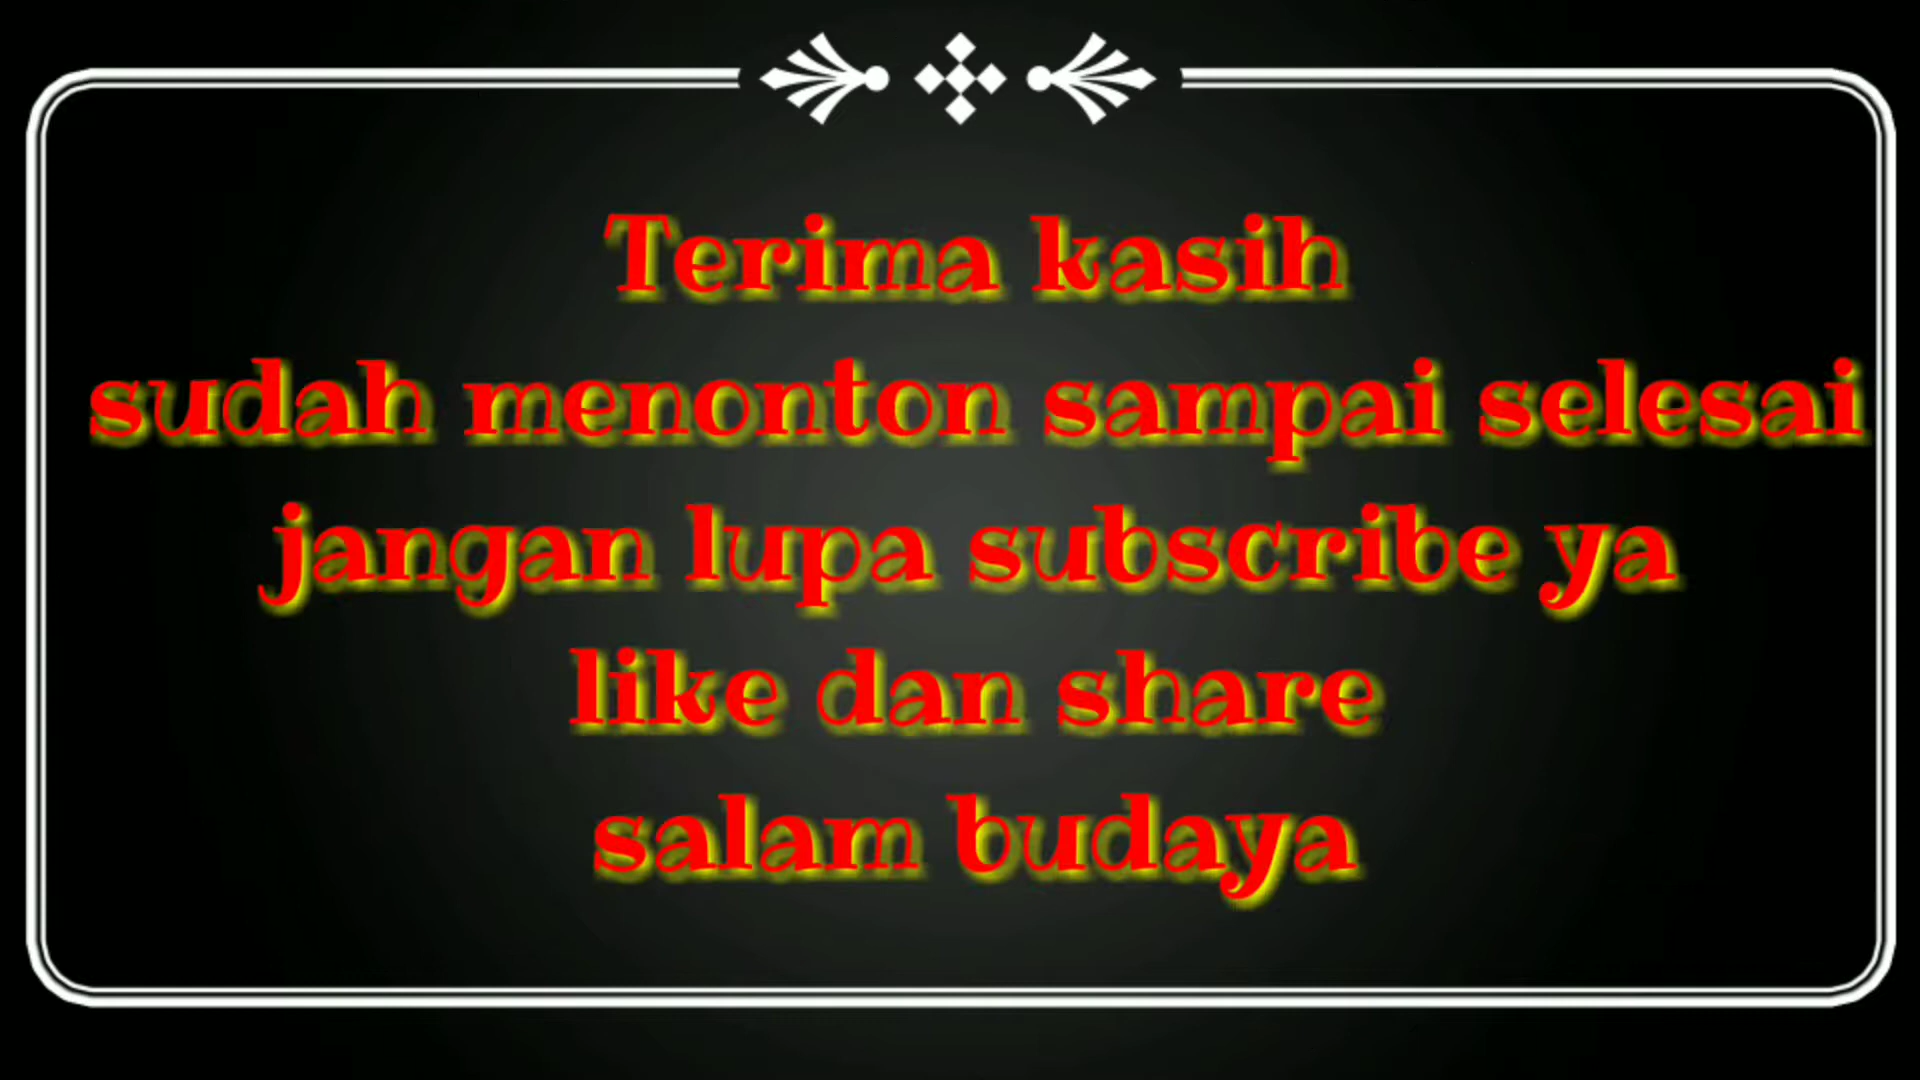 Terima kasih
sudah menonton sampai selesai
jangan lupa subscribe ya
like dan share
salam budaya